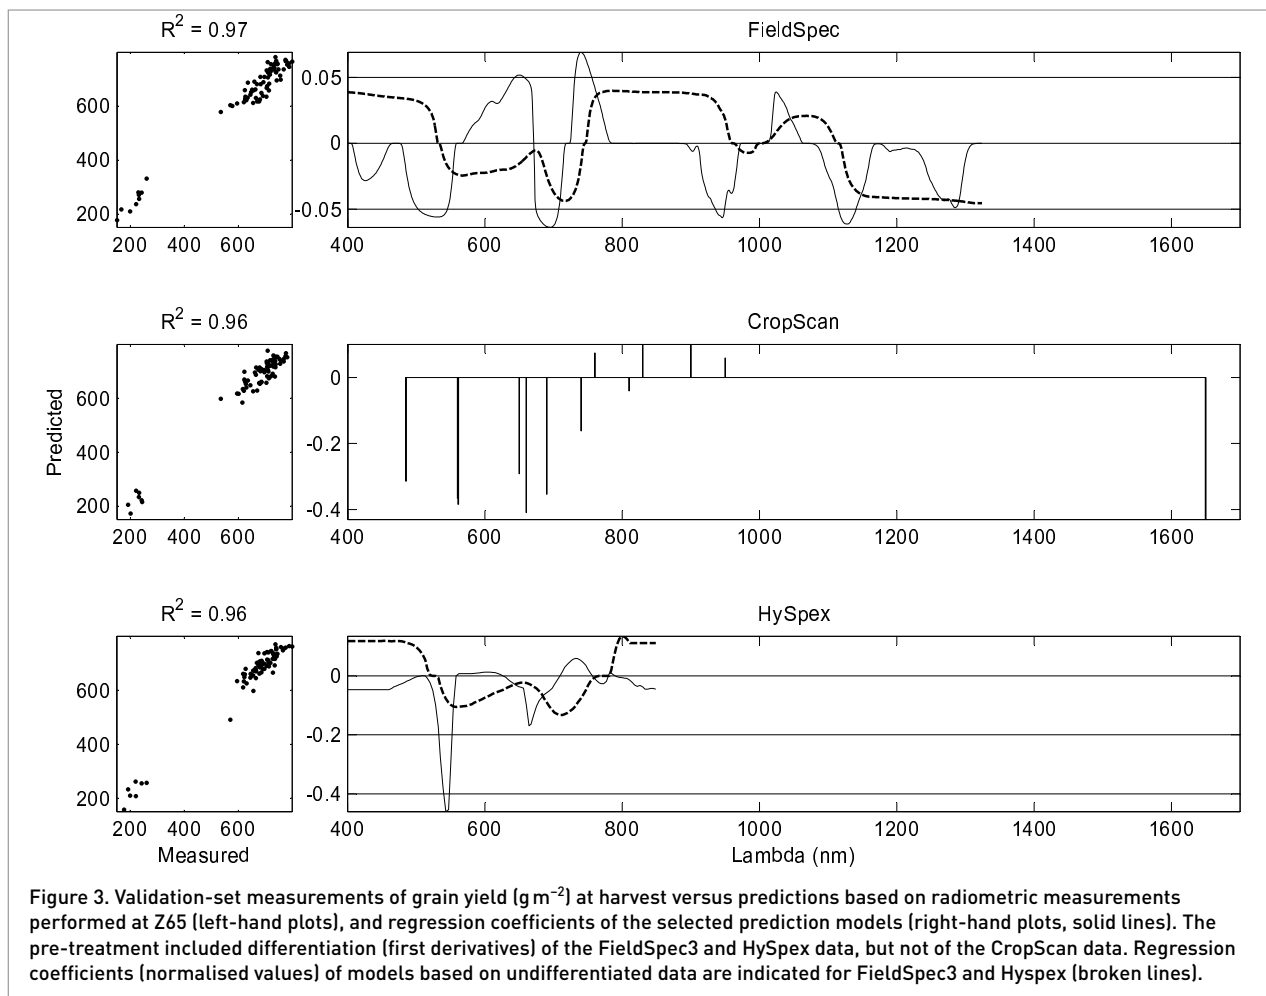 R² = 0.97
FieldSpec
600
400
200
200 400 600
0.05
0
-0.05
400 600 800 1000 1200 1400 1600
R² = 0.96
CropScan
Predicted
600
400
200
200 400 600
0
-0.2
-0.4
400 600 800 1000 1200 1400 1600
R² = 0.96
HySpex
600
400
200
200 400 600
Measured
0
-0.2
-0.4
400 600 800 1000 1200 1400 1600
Lambda (nm)
Figure 3. Validation-set measurements of grain yield (g m⁻²) at harvest versus predictions based on radiometric measurements
performed at Z65 (left-hand plots), and regression coefficients of the selected prediction models (right-hand plots, solid lines). The
pre-treatment included differentiation (first derivatives) of the FieldSpec3 and HySpex data, but not of the CropScan data. Regression
coefficients (normalised values) of models based on undifferentiated data are indicated for FieldSpec3 and Hyspex (broken lines).